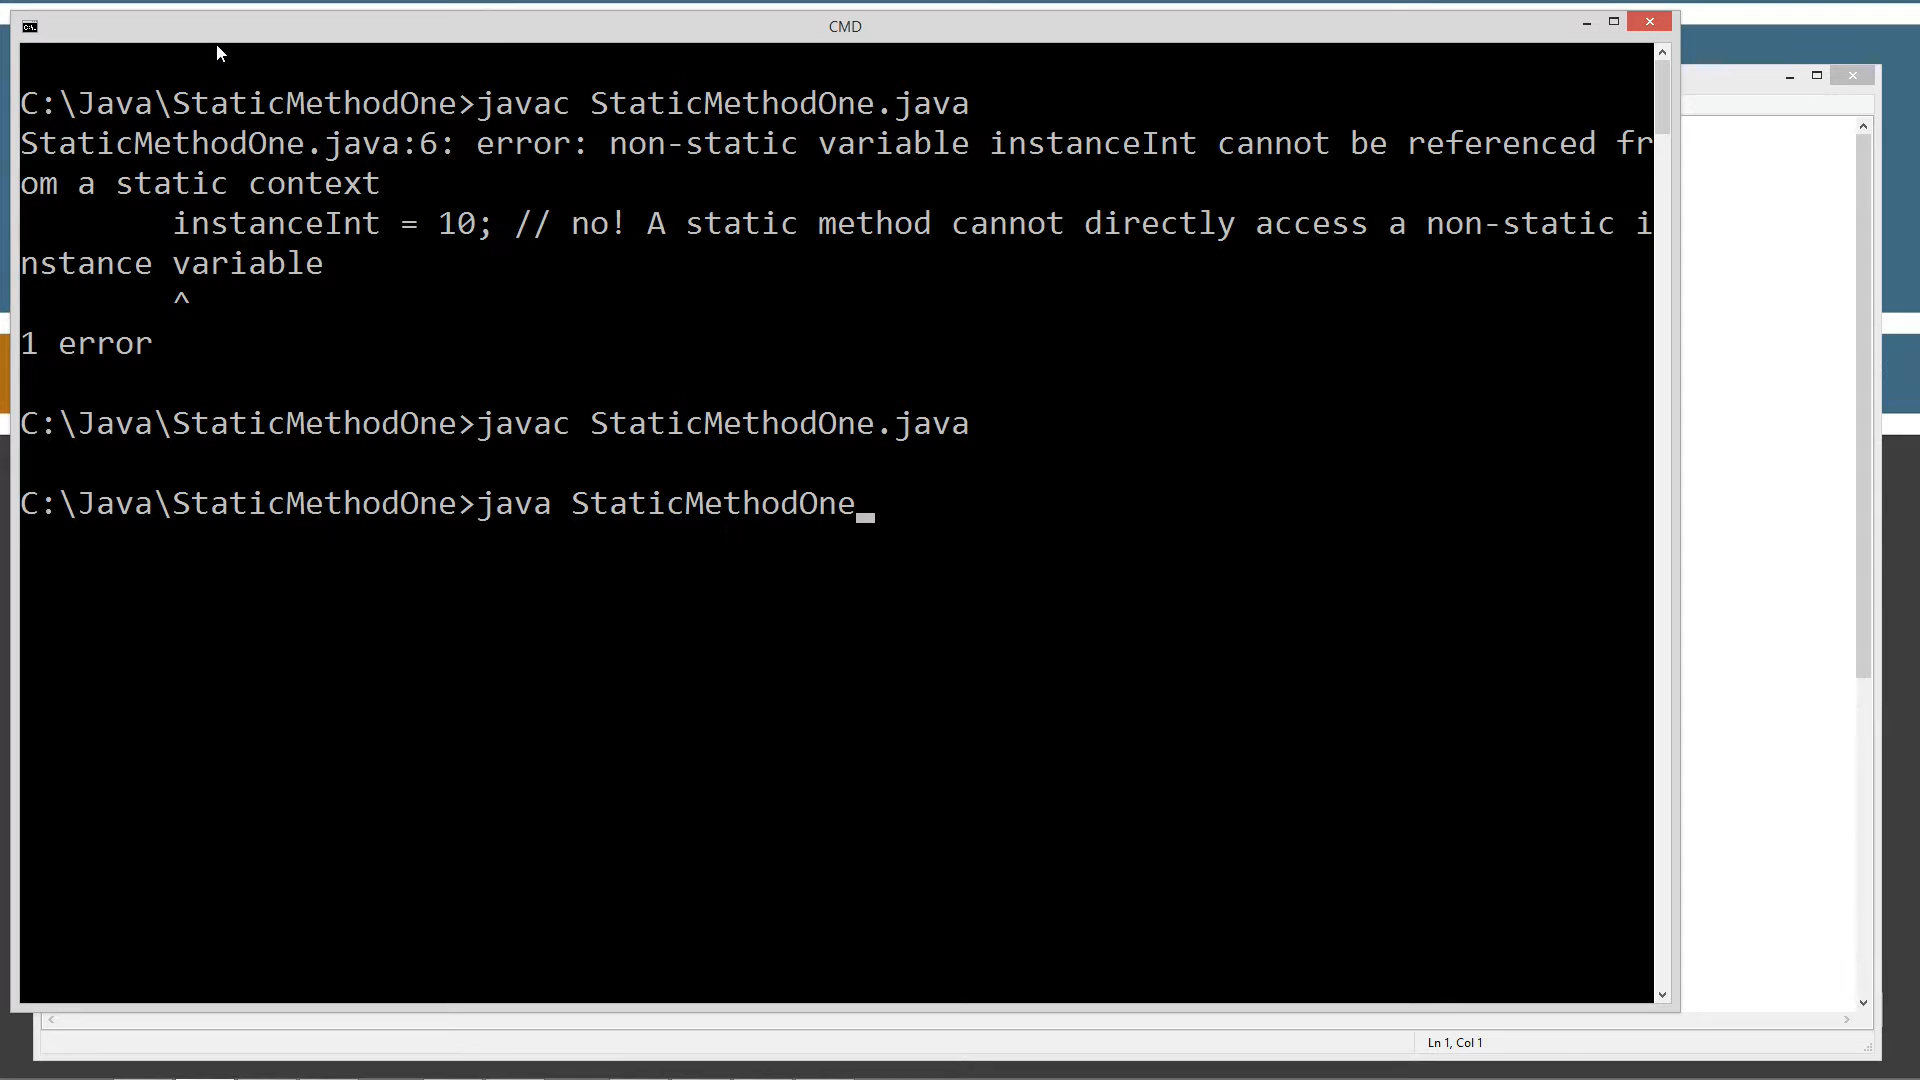 CMD
C:\Java\StaticMethodOne>javac StaticMethodOne.java
StaticMethodOne.java:6: error: non-static variable instanceInt cannot be referenced fr
om a static context
        instanceInt = 10; // no! A static method cannot directly access a non-static i
nstance variable
        ^
1 error
C:\Java\StaticMethodOne>javac StaticMethodOne.java
C:\Java\StaticMethodOne>java StaticMethodOne
Ln 1, Col 1